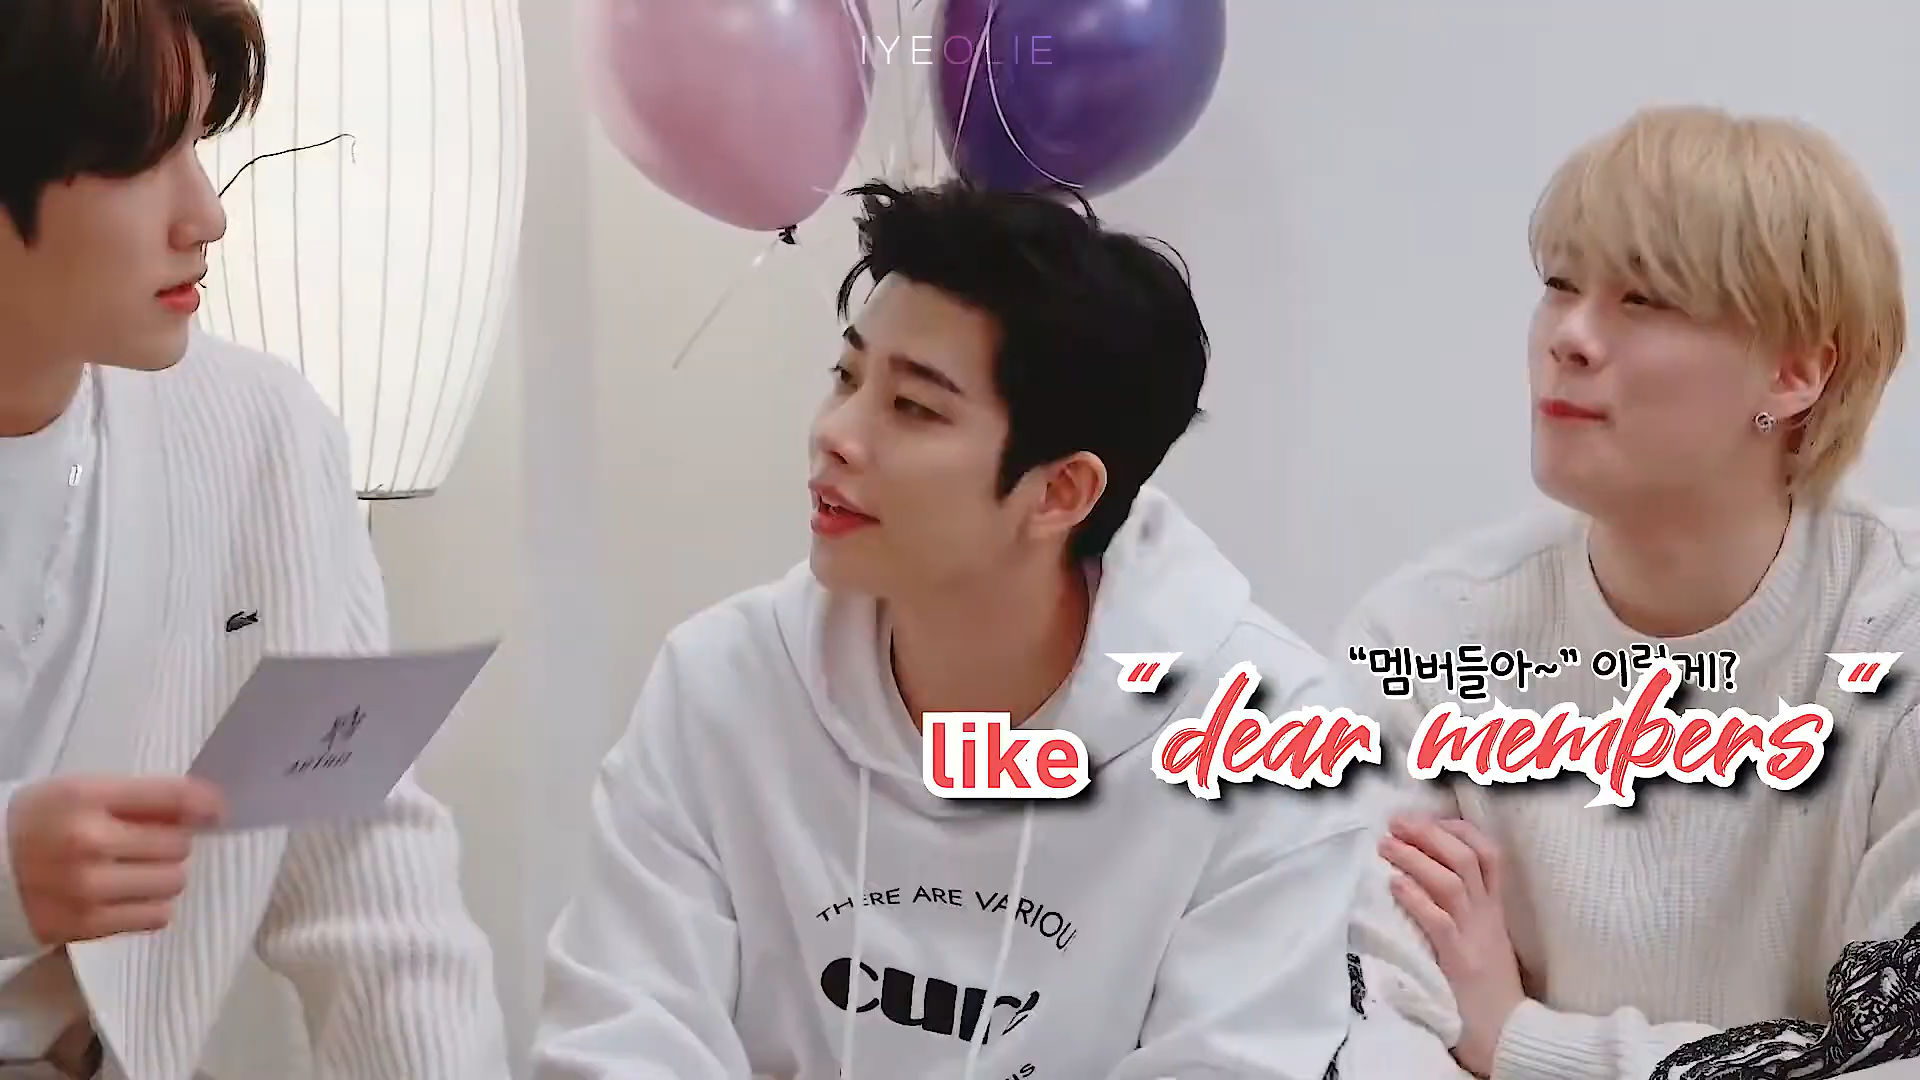 IYEOLIE
“멤버들아~” 이렇게?
like "dear members"
THERE ARE VARIOU
cur